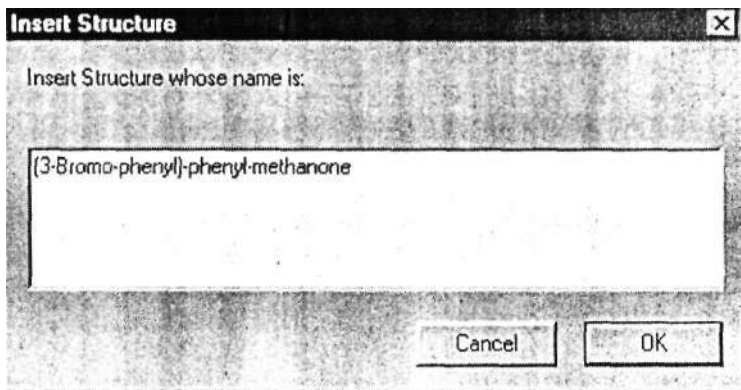 Insert Structure
Insert Structure whose name is:
(3-Bromo-phenyl)-phenyl-methanone
Cancel
OK